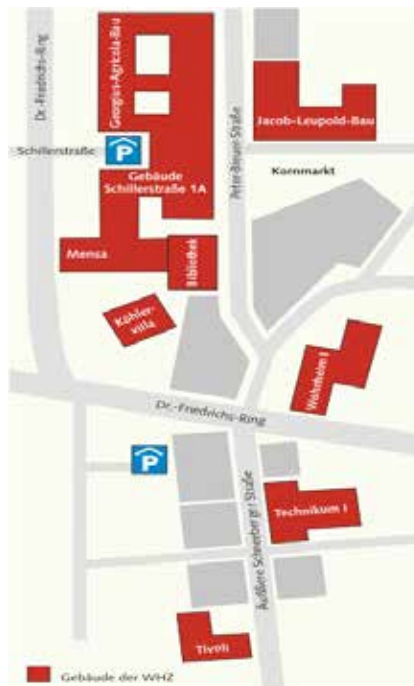 Dr.-Friedrichs-Ring
Georgius-Agricola-Bau
Peter-Breuer-Straße
Jacob-Leupold-Bau
Schillerstraße
P
Gebäude
Schillerstraße 1A
Kornmarkt
Mensa
Bibliothek
Köhler-
villa
Wohnheim I
Dr.-Friedrichs-Ring
P
Äußere Schneeberger Straße
Technikum I
Tivoli
Gebäude der WHZ